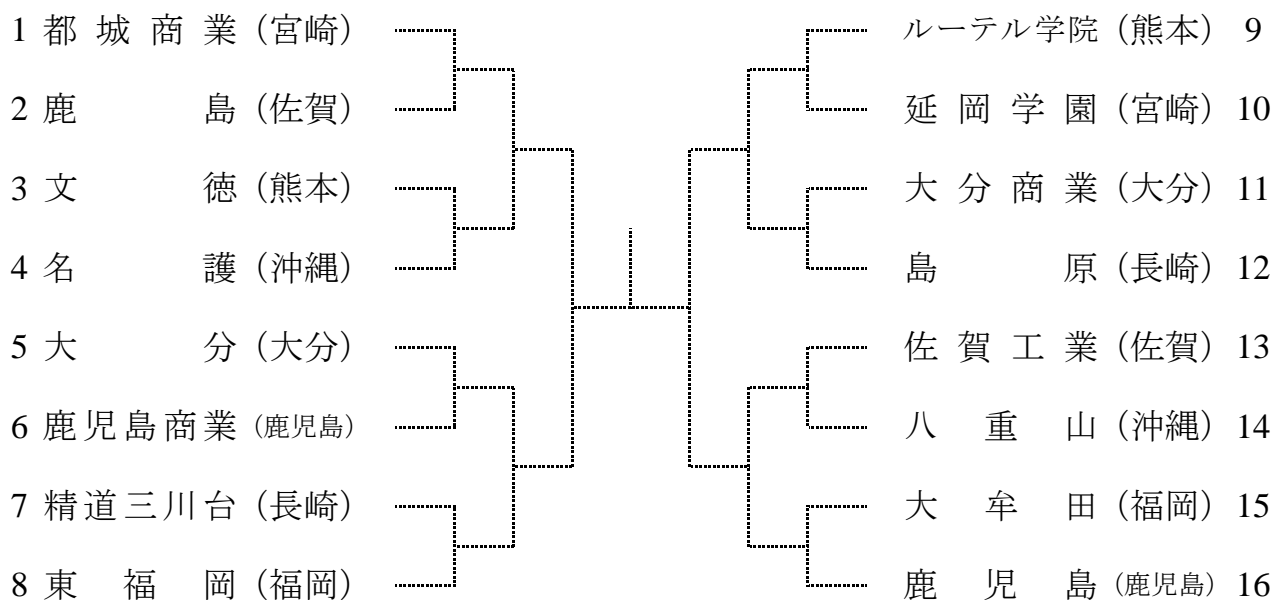 1 都城商業（宮崎）
2 鹿島（佐賀）
3 文徳（熊本）
4 名護（沖縄）
5 大分（大分）
6 鹿児島商業（鹿児島）
7 精道三川台（長崎）
8 東福岡（福岡）
ルーテル学院（熊本） 9
延岡学園（宮崎） 10
大分商業（大分） 11
島原（長崎） 12
佐賀工業（佐賀） 13
八重山（沖縄） 14
大牟田（福岡） 15
鹿児島（鹿児島） 16